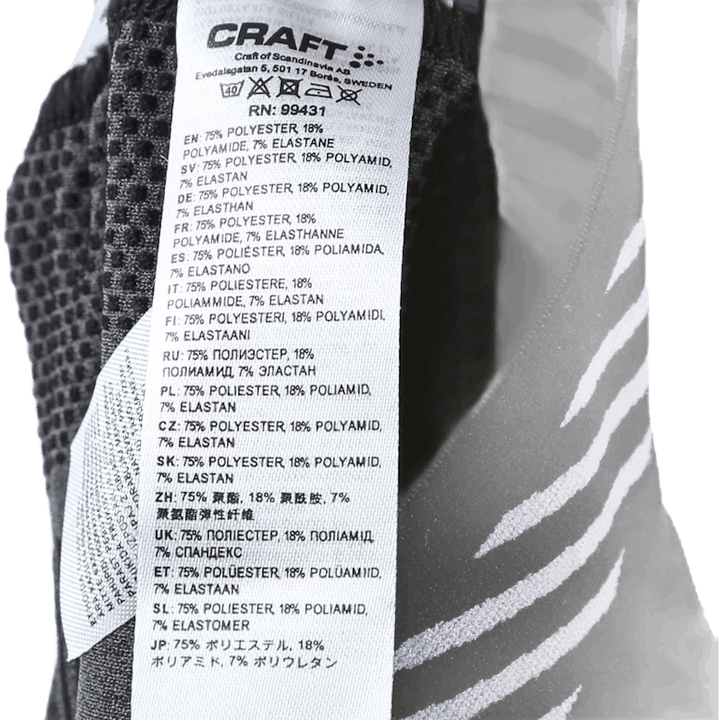 CRAFT
Craft of Scandinavia AB
Evedalsgatan 5, 501 17 Borås, SWEDEN
40
RN: 99431
EN: 75% POLYESTER, 18%
POLYAMIDE, 7% ELASTANE
SV: 75% POLYESTER, 18% POLYAMID,
7% ELASTAN
DE: 75% POLYESTER, 18% POLYAMID,
7% ELASTHAN
FR: 75% POLYESTER, 18%
POLYAMIDE, 7% ELASTHANNE
ES: 75% POLIÉSTER, 18% POLIAMIDA,
7% ELASTANO
IT: 75% POLIESTERE, 18%
POLIAMMIDE, 7% ELASTAN
FI: 75% POLYESTERI, 18% POLYAMIDI,
7% ELASTAANI
RU: 75% ПОЛИЭСТЕР, 18%
ПОЛИАМИД, 7% ЭЛАСТАН
PL: 75% POLIESTER, 18% POLIAMID,
7% ELASTAN
CZ: 75% POLYESTER, 18% POLYAMID,
7% ELASTAN
SK: 75% POLYESTER, 18% POLYAMID,
7% ELASTAN
ZH: 75% 聚酯, 18% 聚酰胺, 7%
聚氨酯弹性纤维
UK: 75% ПОЛІЕСТЕР, 18% ПОЛІАМІД,
7% СПАНДЕКС
ET: 75% POLÜESTER, 18% POLÜAMIID,
7% ELASTAAN
SL: 75% POLIESTER, 18% POLIAMID,
7% ELASTOMER
JP: 75% ポリエステル, 18%
ポリアミド, 7% ポリウレタン